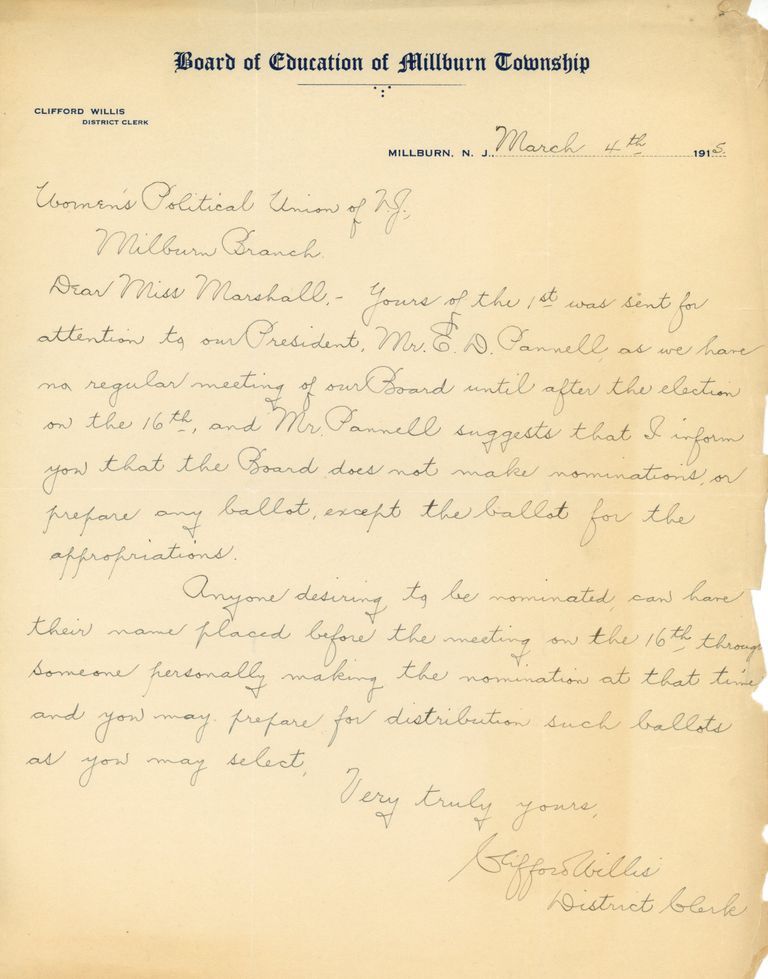 Board of Education of Millburn Township
CLIFFORD WILLIS
DISTRICT CLERK
MILLBURN, N. J., March 4th 1915
Women's Political Union of N.J.,
Milburn Branch.
Dear Miss Marshall,- Yours of the 1st was sent for
attention to our President, Mr. E. D. Pannell, as we have
no regular meeting of our Board until after the election
on the 16th, and Mr. Pannell suggests that I inform
you that the Board does not make nominations, or
prepare any ballot, except the ballot for the
appropriations.
Anyone desiring to be nominated, can have
their name placed before the meeting on the 16th through
someone personally making the nomination at that time
and you may prepare for distribution such ballots
as you may select.
Very truly yours,
Clifford Willis
District Clerk